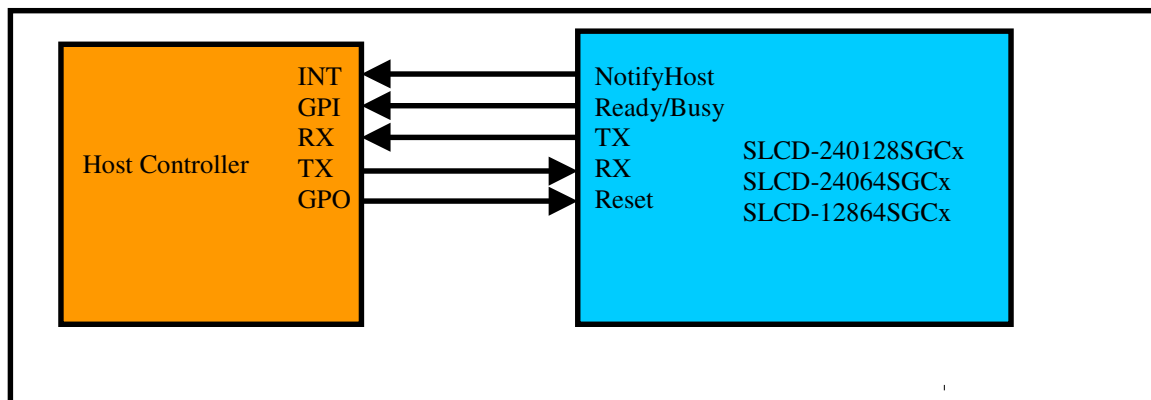 INT
GPI
RX
TX
GPO
Host Controller
NotifyHost
Ready/Busy
TX
RX
Reset
SLCD-240128SGCx
SLCD-24064SGCx
SLCD-12864SGCx